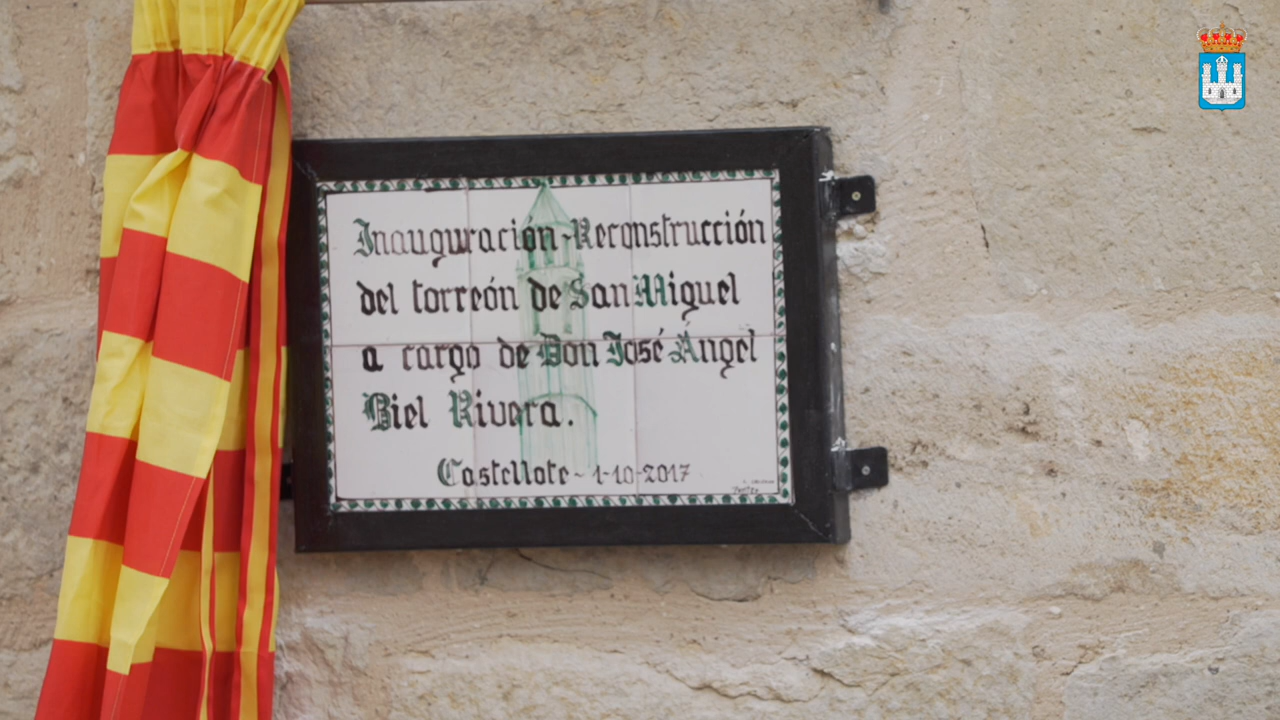 Inauguración-Reconstrucción
del torreón de San Miguel
a cargo de Don José Ángel
Biel Rivera.
Castellote-1-10-2017